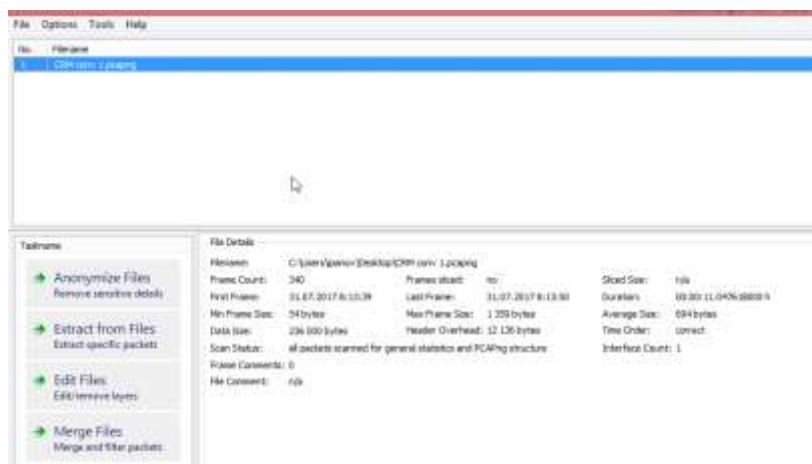 File Options Tools Help
No. Filename
1 CRM conv 1.pcapng
Taskname
Anonymize Files
Remove sensitive details
Extract from Files
Extract specific packets
Edit Files
Edit/remove layers
Merge Files
Merge and filter packets
File Details
Filename: C:\Users\ipanov\Desktop\CRM conv 1.pcapng
Frame Count: 340 Frames sliced: no Sliced Size: n/a
First Frame: 31.07.2017 8:13:39 Last Frame: 31.07.2017 8:13:50 Duration:
Min Frame Size: 54 bytes Max Frame Size: 1 359 bytes Average Size: 694 bytes
Data Size: 236 000 bytes Header Overhead: 12 136 bytes Time Order: correct
Scan Status: all packets scanned for general statistics and PCAPng structure Interface Count: 1
Frame Comments: 0
File Comment: n/a